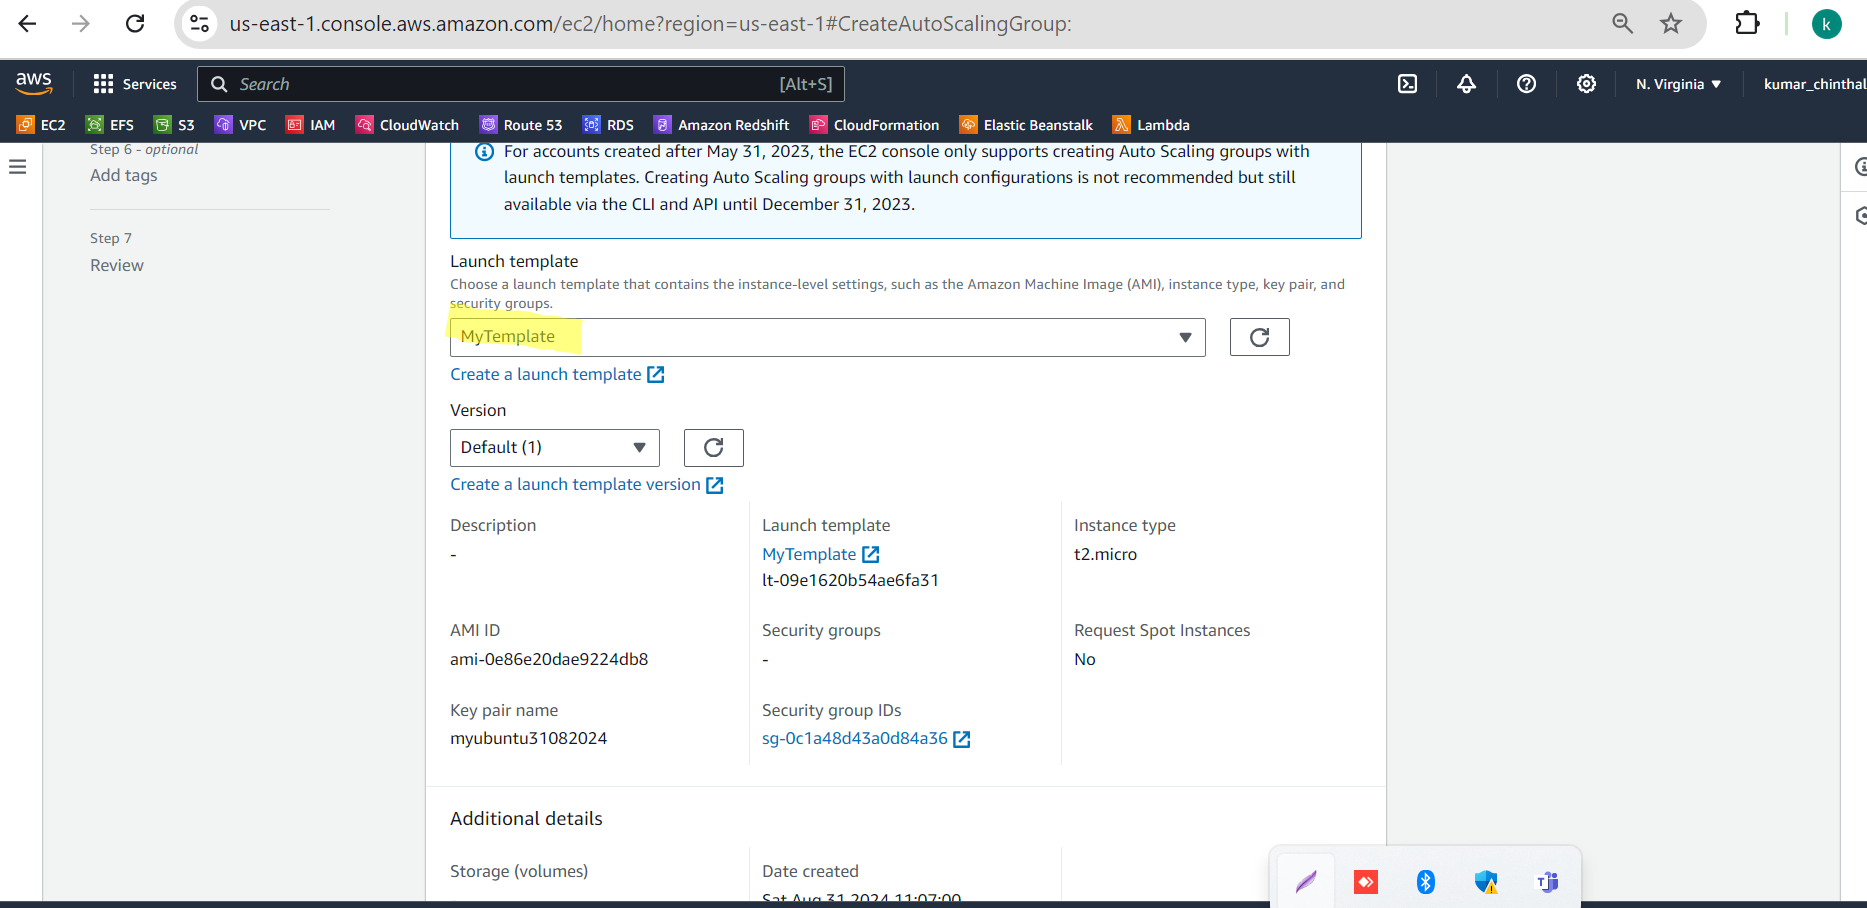 us-east-1.console.aws.amazon.com/ec2/home?region=us-east-1#CreateAutoScalingGroup:
k
aws
Services
Search
[Alt+S]
N. Virginia
kumar_chinthal
EC2
EFS
S3
VPC
IAM
CloudWatch
Route 53
RDS
Amazon Redshift
CloudFormation
Elastic Beanstalk
Lambda
Step 6 - optional
Add tags
Step 7
Review
For accounts created after May 31, 2023, the EC2 console only supports creating Auto Scaling groups with
launch templates. Creating Auto Scaling groups with launch configurations is not recommended but still
available via the CLI and API until December 31, 2023.
Launch template
Choose a launch template that contains the instance-level settings, such as the Amazon Machine Image (AMI), instance type, key pair, and
security groups.
MyTemplate
Create a launch template
Version
Default (1)
Create a launch template version
Description
-
Launch template
MyTemplate
lt-09e1620b54ae6fa31
Instance type
t2.micro
AMI ID
ami-0e86e20dae9224db8
Security groups
-
Request Spot Instances
No
Key pair name
myubuntu31082024
Security group IDs
sg-0c1a48d43a0d84a36
Additional details
Storage (volumes)
Date created
Sat Aug 31 2024 11:07:00